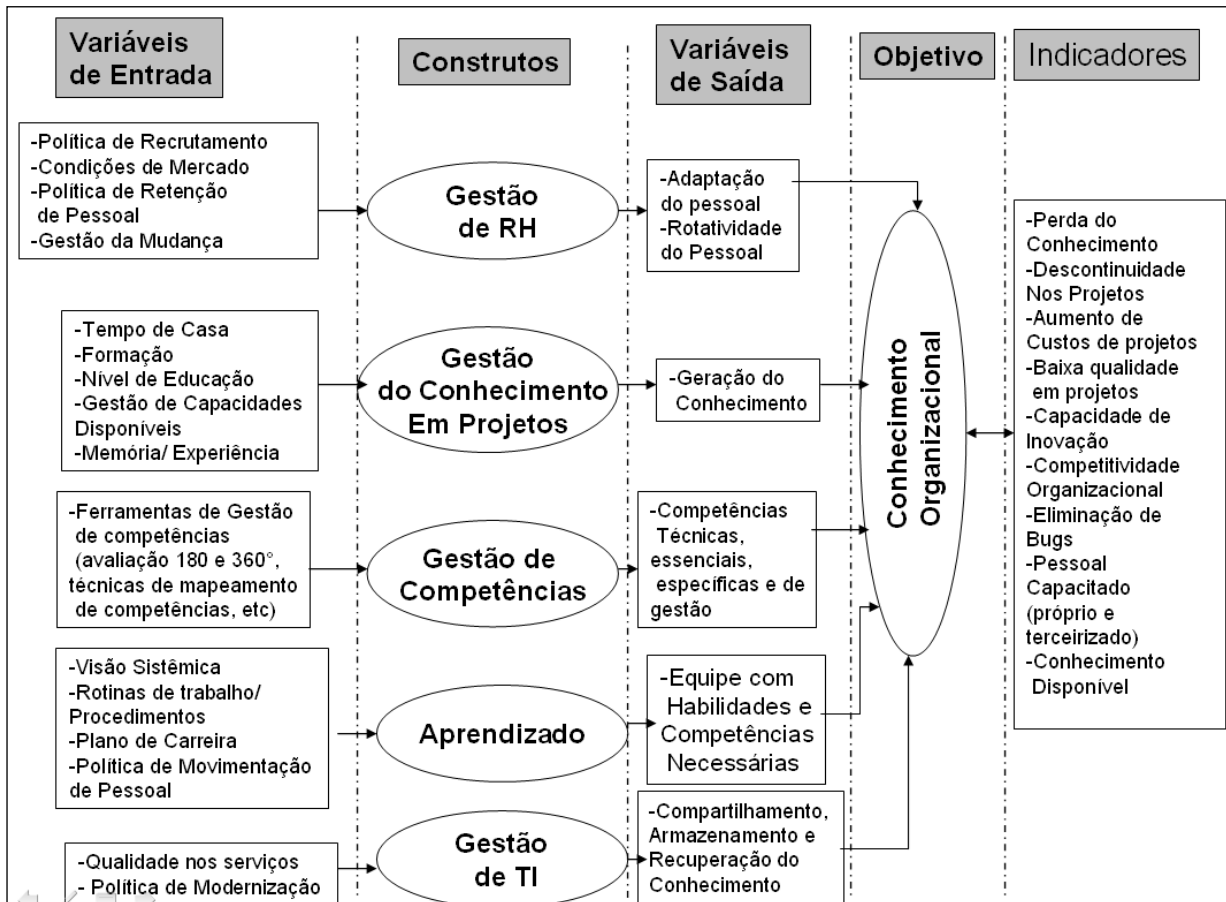 Variáveis
de Entrada
Construtos
Variáveis
de Saída
Objetivo
Indicadores
-Política de Recrutamento
-Condições de Mercado
-Política de Retenção
de Pessoal
-Gestão da Mudança
Gestão
de RH
-Adaptação
do pessoal
-Rotatividade
do Pessoal
-Tempo de Casa
-Formação
-Nível de Educação
-Gestão de Capacidades
Disponíveis
-Memória/ Experiência
Gestão
do Conhecimento
Em Projetos
-Geração do
Conhecimento
-Ferramentas de Gestão
de competências
(avaliação 180 e 360°,
técnicas de mapeamento
de competências, etc)
Gestão de
Competências
-Competências
Técnicas,
essenciais,
específicas e de
gestão
-Visão Sistêmica
-Rotinas de trabalho/
Procedimentos
-Plano de Carreira
-Política de Movimentação
de Pessoal
Aprendizado
-Equipe com
Habilidades e
Competências
Necessárias
-Qualidade nos serviços
- Política de Modernização
Gestão
de TI
-Compartilhamento,
Armazenamento e
Recuperação do
Conhecimento
Conhecimento
Organizacional
-Perda do
Conhecimento
-Descontinuidade
Nos Projetos
-Aumento de
Custos de projetos
-Baixa qualidade
em projetos
-Capacidade de
Inovação
-Competitividade
Organizacional
-Eliminação de
Bugs
-Pessoal
Capacitado
(próprio e
terceirizado)
-Conhecimento
Disponível